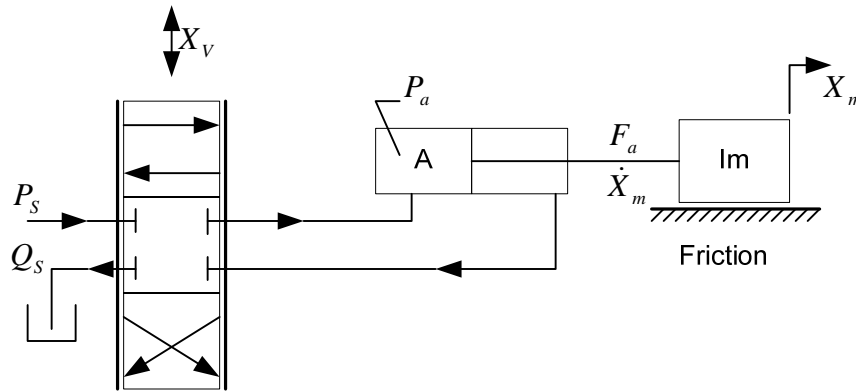 X_V
P_a
X_m
A
F_a
Ẋ_m
Im
P_S
Q_S
Friction